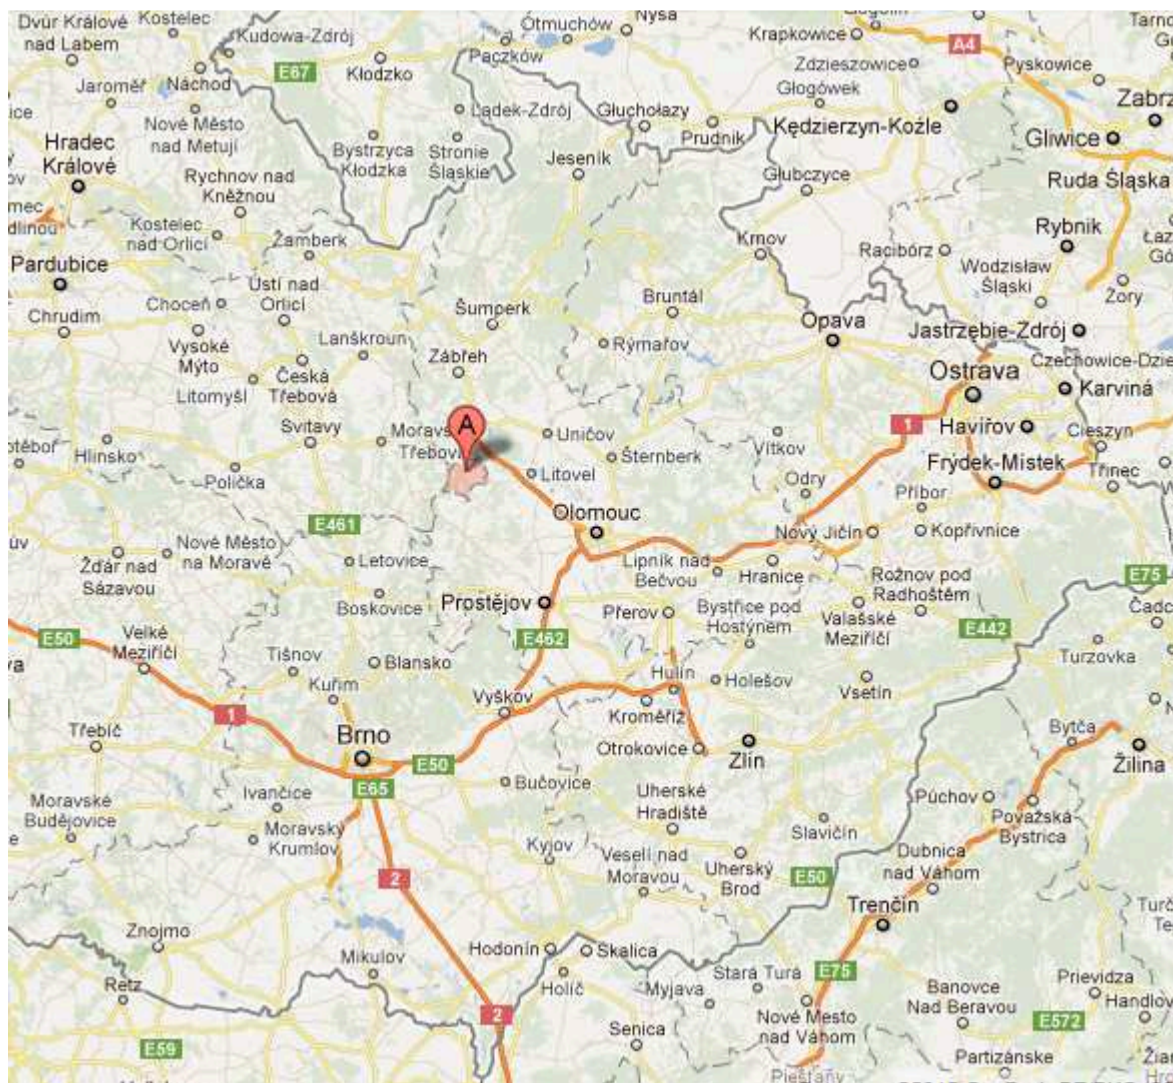 Dvůr Králové
nad Labem
Kostelec
Kudowa-Zdrój
Ótmuchów
Nysa
Paczków
Krapkowice
A4
Zdzieszowice
Pyskowice
E67
Kłodzko
Jaroměř
Náchod
Głogówek
Zabrz
Nové Město
nad Metují
Lądek-Zdrój
Głuchołazy
Prudnik
Kędzierzyn-Koźle
Gliwice
Hradec
Králové
Bystrzyca
Kłodzka
Stronie
Śląskie
Jeseník
Głubczyce
Ruda Śląska
Rychnov nad
Kněžnou
Kostelec
nad Orlicí
Žamberk
Krnov
Racibórz
Rybnik
Wodzisław
Śląski
Żory
Pardubice
Choceň
Ústí nad
Orlicí
Šumperk
Bruntál
Chrudim
Vysoké
Mýto
Lanškroun
Rýmařov
Opava
Jastrzębie-Zdrój
Zábřeh
Czechowice-Dzie
Litomyšl
Česká
Třebová
Ostrava
Karviná
A
Svitavy
Moravs
Třebová
Uničov
Vítkov
1
Havířov
Cieszyn
Hlinsko
Polička
Litovel
Šternberk
Odry
Frýdek-Místek
Třinec
Příbor
E461
Olomouc
Nový Jičín
Kopřivnice
Žďár nad
Sázavou
Nové Město
na Moravě
Letovice
Lipník nad
Bečvou
Hranice
Rožnov pod
Radhoštěm
E75
Boskovice
Prostějov
Přerov
Bystřice pod
Hostýnem
Valašské
Meziříčí
E442
E50
Velké
Meziříčí
E462
Turzovka
Tišnov
Blansko
Hulín
Holešov
Vsetín
Kuřim
Vyškov
Kroměříž
1
Třebíč
Brno
E50
Otrokovice
Zlín
Bytča
Žilina
E65
Bučovice
Ivančice
Uherské
Hradiště
Púchov
Moravské
Budějovice
Moravský
Krumlov
Slavičín
Považská
Bystrica
Kyjov
Veselí nad
Moravou
Uherský
Brod
Dubnica
nad Váhom
2
E50
Trenčín
Znojmo
Mikulov
Hodonín
Skalica
Stará Turá
E75
Retz
Holíč
Myjava
Banovce
Nad Beravou
Prievidza
Handlov
2
Senica
Nové Mesto
nad Váhom
E572
E59
Partizánske
Piešťany